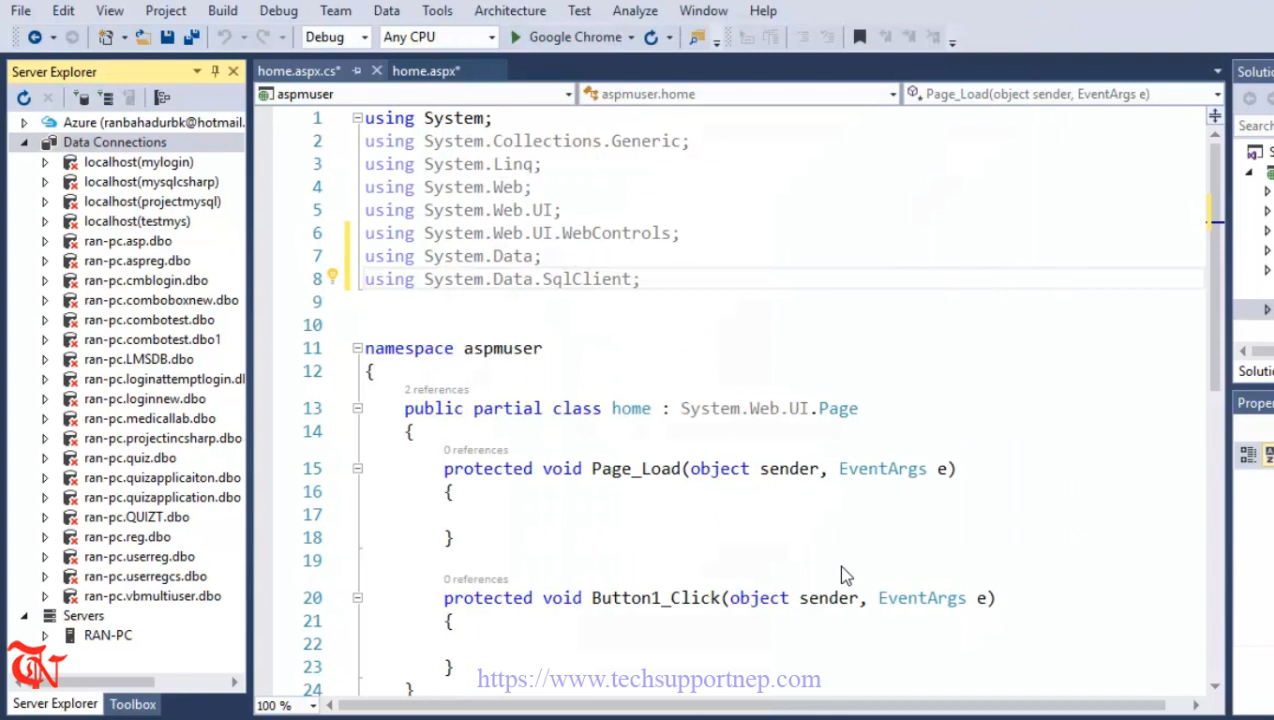 File Edit View Project Build Debug Team Data Tools Architecture Test Analyze Window Help
Debug Any CPU Google Chrome
Server Explorer
Azure (ranbahadurbk@hotmail.
Data Connections
localhost(mylogin)
localhost(mysqlcsharp)
localhost(projectmysql)
localhost(testmys)
ran-pc.asp.dbo
ran-pc.aspreg.dbo
ran-pc.cmblogin.dbo
ran-pc.comboboxnew.dbo
ran-pc.combotest.dbo
ran-pc.combotest.dbo1
ran-pc.LMSDB.dbo
ran-pc.loginattemptlogin.dl
ran-pc.loginnew.dbo
ran-pc.medicallab.dbo
ran-pc.projectincsharp.dbo
ran-pc.quiz.dbo
ran-pc.quizapplicaiton.dbo
ran-pc.quizapplication.dbo
ran-pc.QUIZT.dbo
ran-pc.reg.dbo
ran-pc.userreg.dbo
ran-pc.userregcs.dbo
ran-pc.vbmultiuser.dbo
Servers
RAN-PC
Server Explorer Toolbox
home.aspx.cs* home.aspx*
aspmuser aspmuser.home Page_Load(object sender, EventArgs e)
1 using System;
2 using System.Collections.Generic;
3 using System.Linq;
4 using System.Web;
5 using System.Web.UI;
6 using System.Web.UI.WebControls;
7 using System.Data;
8 using System.Data.SqlClient;
9
10
11 namespace aspmuser
12 {
2 references
13 public partial class home : System.Web.UI.Page
14 {
0 references
15 protected void Page_Load(object sender, EventArgs e)
16 {
17
18 }
19
0 references
20 protected void Button1_Click(object sender, EventArgs e)
21 {
22
23 }
24 }
https://www.techsupportnep.com
100 %
Solutio
Search
S
Solutio
Proper
TN